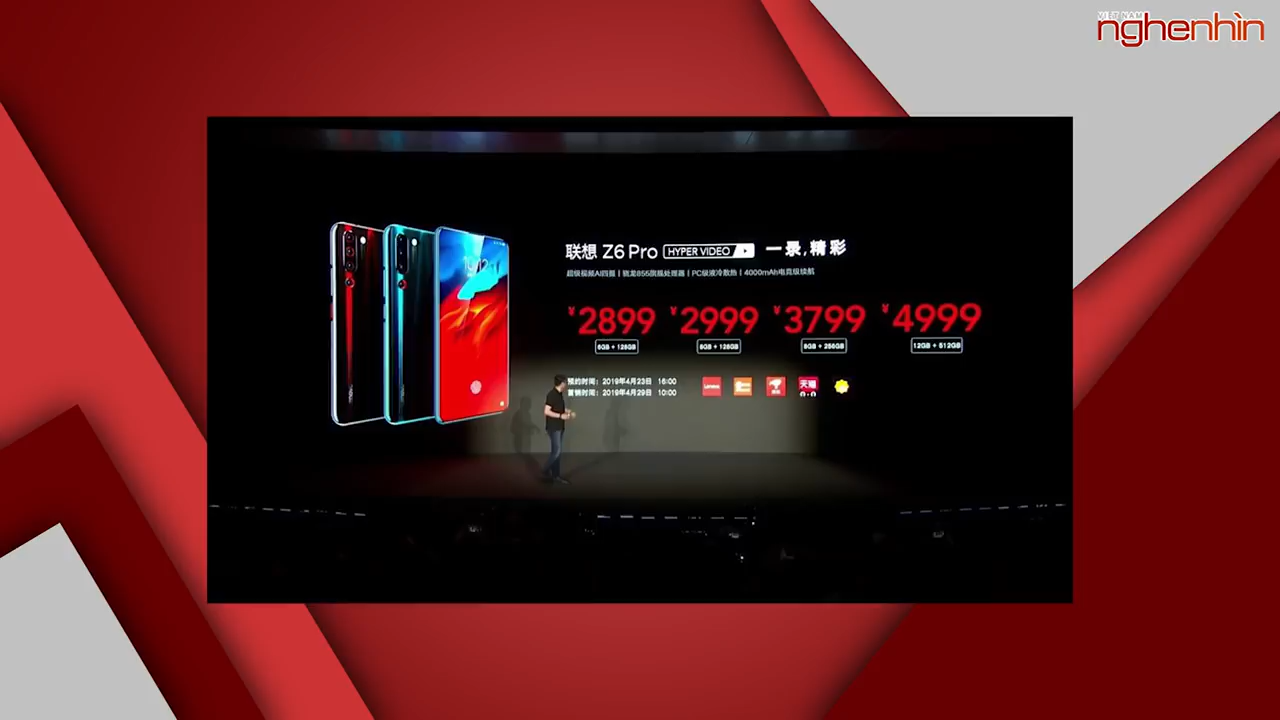 VIET NAM
nghenhìn
联想 Z6 Pro HYPER VIDEO 一录,精彩
超级视频AI四摄 | 骁龙855旗舰处理器 | PC级液冷散热 | 4000mAh电竞级续航
¥2899 ¥2999 ¥3799 ¥4999
6GB + 128GB 8GB + 128GB 8GB + 256GB 12GB + 512GB
预约时间：2019年4月23日 16:00
首销时间：2019年4月29日 10:00
Lenovo
天猫